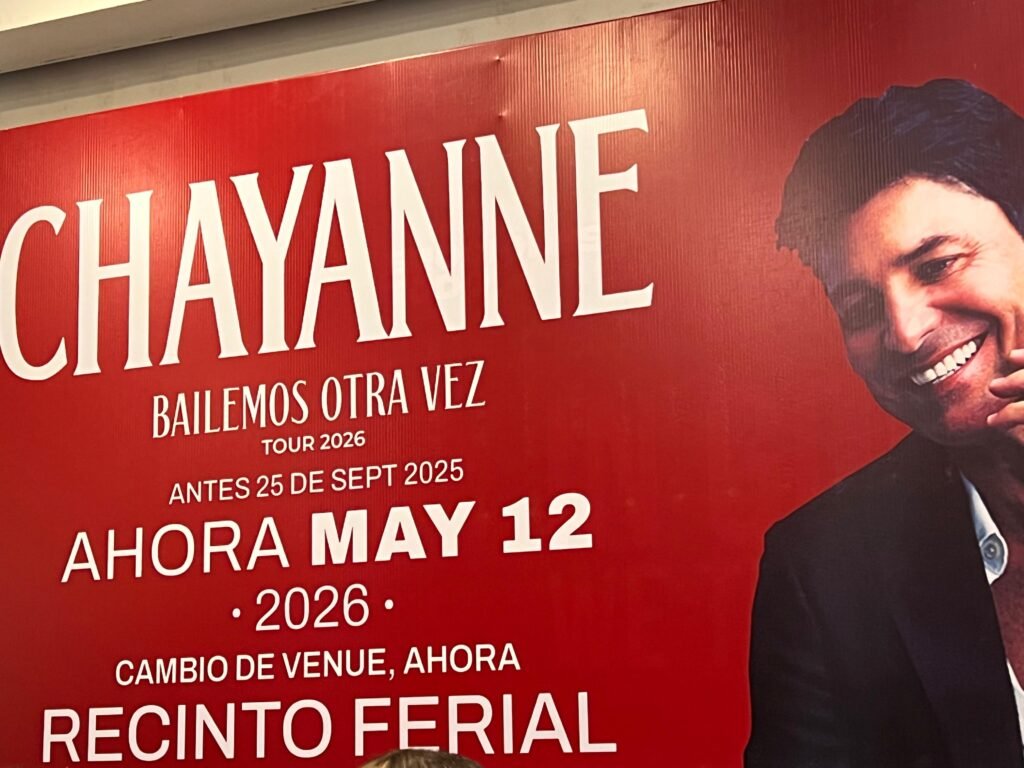 CHAYANNE
BAILEMOS OTRA VEZ
TOUR 2026
ANTES 25 DE SEPT 2025
AHORA MAY 12
· 2026 ·
CAMBIO DE VENUE, AHORA
RECINTO FERIAL